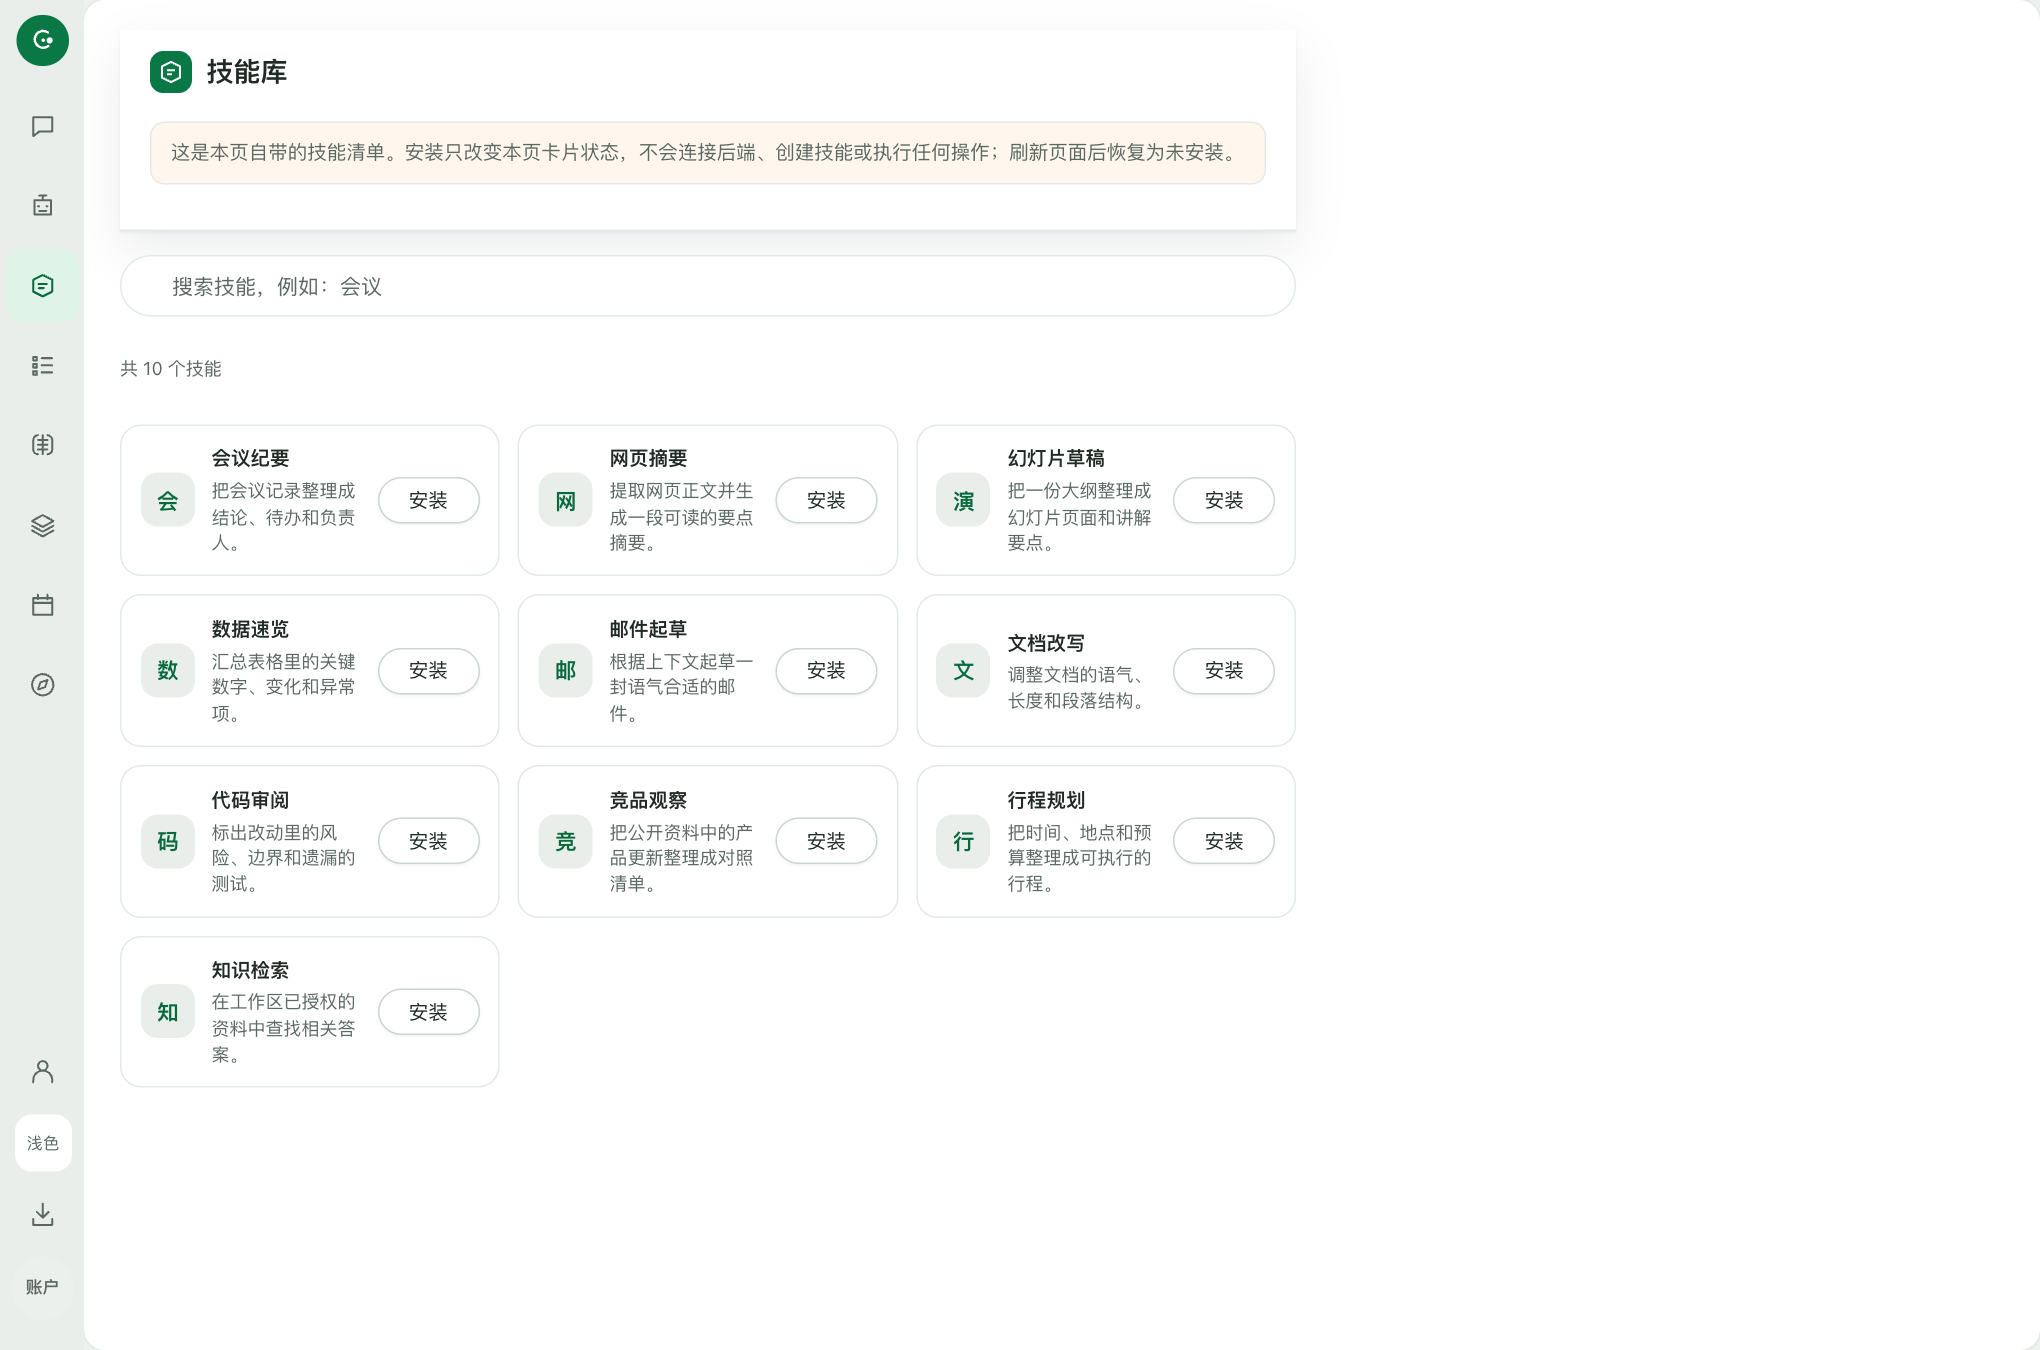 技能库
这是本页自带的技能清单。安装只改变本页卡片状态，不会连接后端、创建技能或执行任何操作；刷新页面后恢复为未安装。
搜索技能，例如：会议
共 10 个技能
会
会议纪要
把会议记录整理成
结论、待办和负责
人。
安装
网
网页摘要
提取网页正文并生
成一段可读的要点
摘要。
安装
演
幻灯片草稿
把一份大纲整理成
幻灯片页面和讲解
要点。
安装
数
数据速览
汇总表格里的关键
数字、变化和异常
项。
安装
邮
邮件起草
根据上下文起草一
封语气合适的邮
件。
安装
文
文档改写
调整文档的语气、
长度和段落结构。
安装
码
代码审阅
标出改动里的风
险、边界和遗漏的
测试。
安装
竞
竞品观察
把公开资料中的产
品更新整理成对照
清单。
安装
行
行程规划
把时间、地点和预
算整理成可执行的
行程。
安装
知
知识检索
在工作区已授权的
资料中查找相关答
案。
安装
浅色
账户